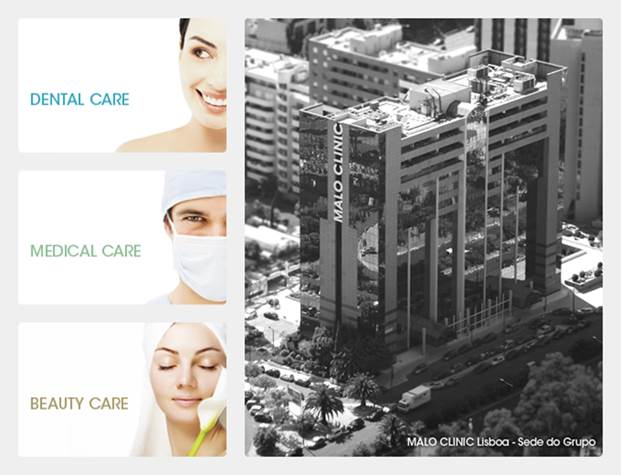 DENTAL CARE
MEDICAL CARE
BEAUTY CARE
MALO CLINIC
MALO CLINIC Lisboa - Sede do Grupo